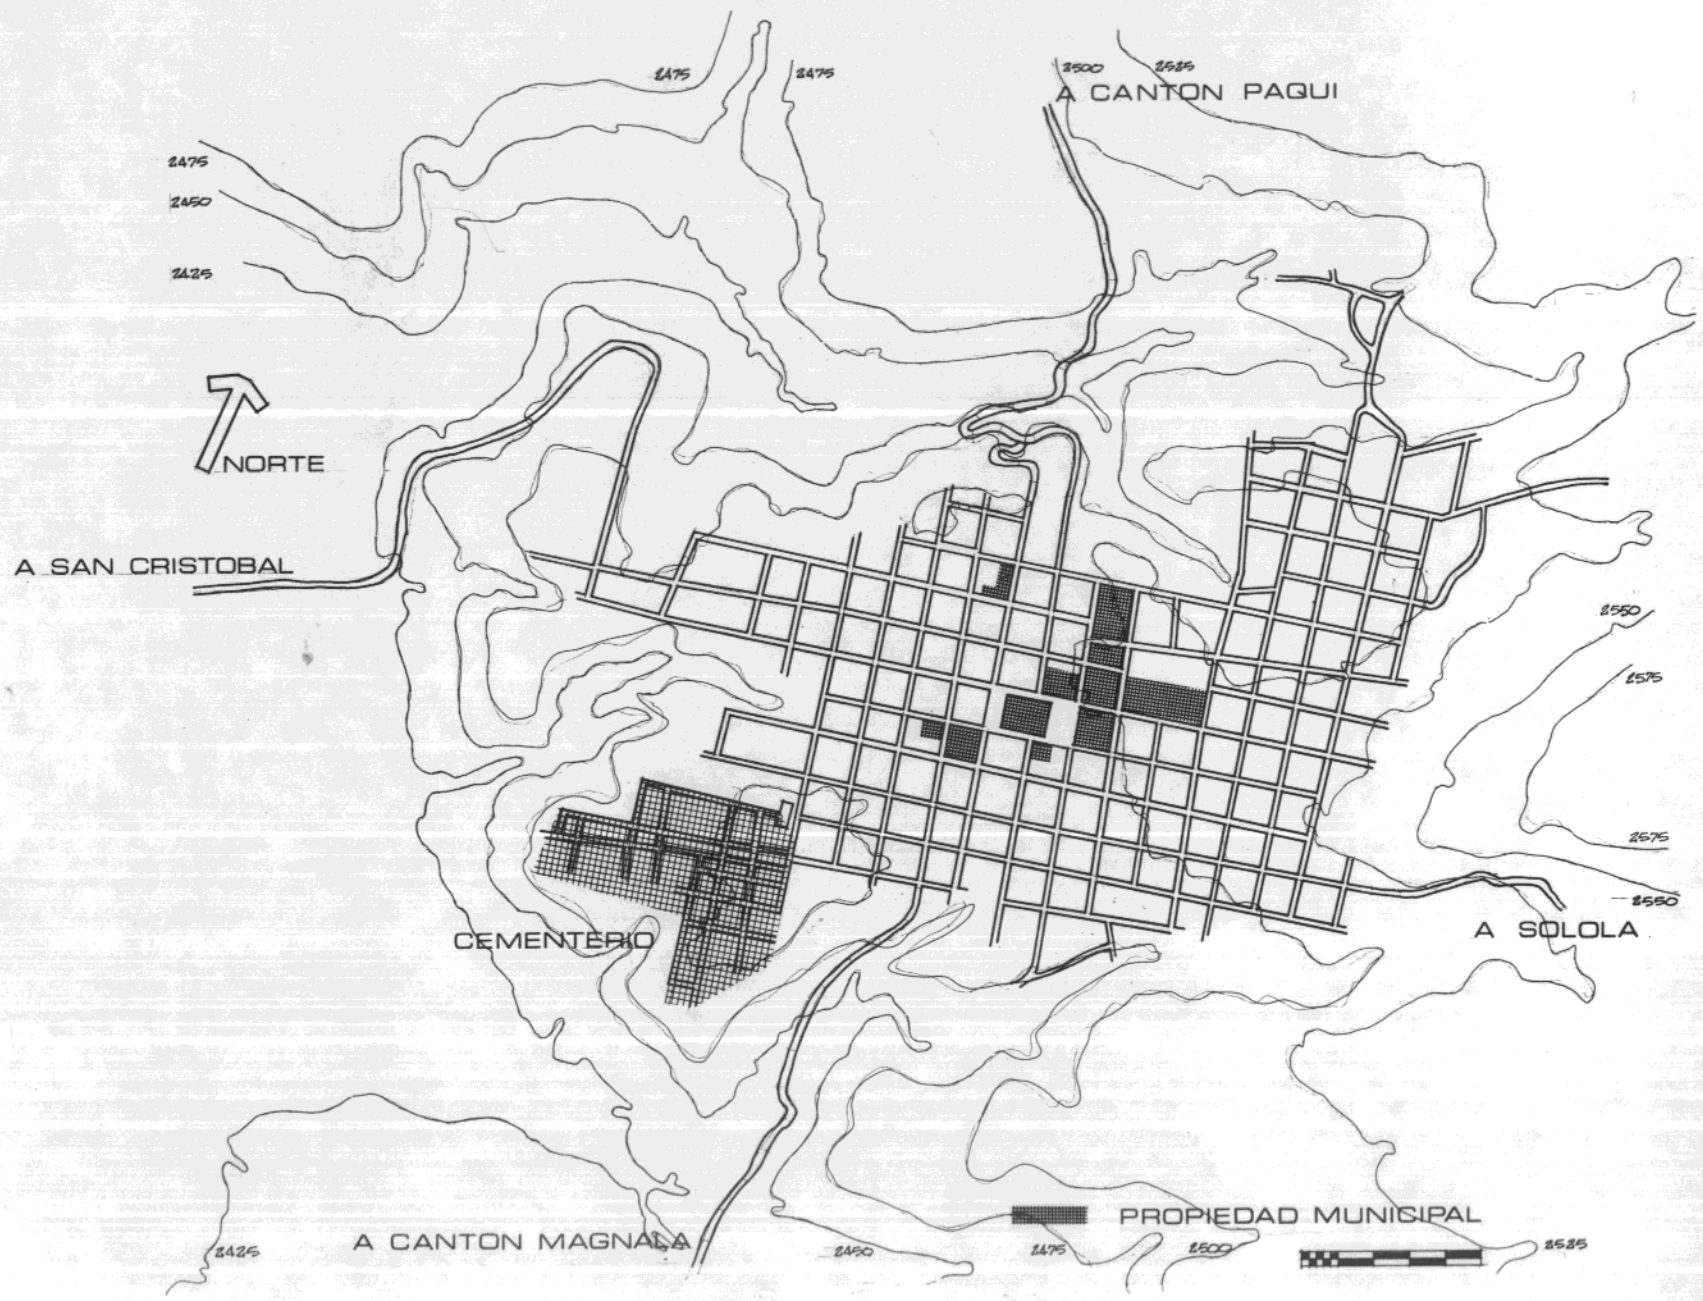 2475
2475
2500
2525
A CANTON PAQUI
2475
2450
2425
NORTE
A SAN CRISTOBAL
2550
2575
2575
2550
A SOLOLA
CEMENTERIO
PROPIEDAD MUNICIPAL
A CANTON MAGNALA
2425
2450
2475
2500
2525